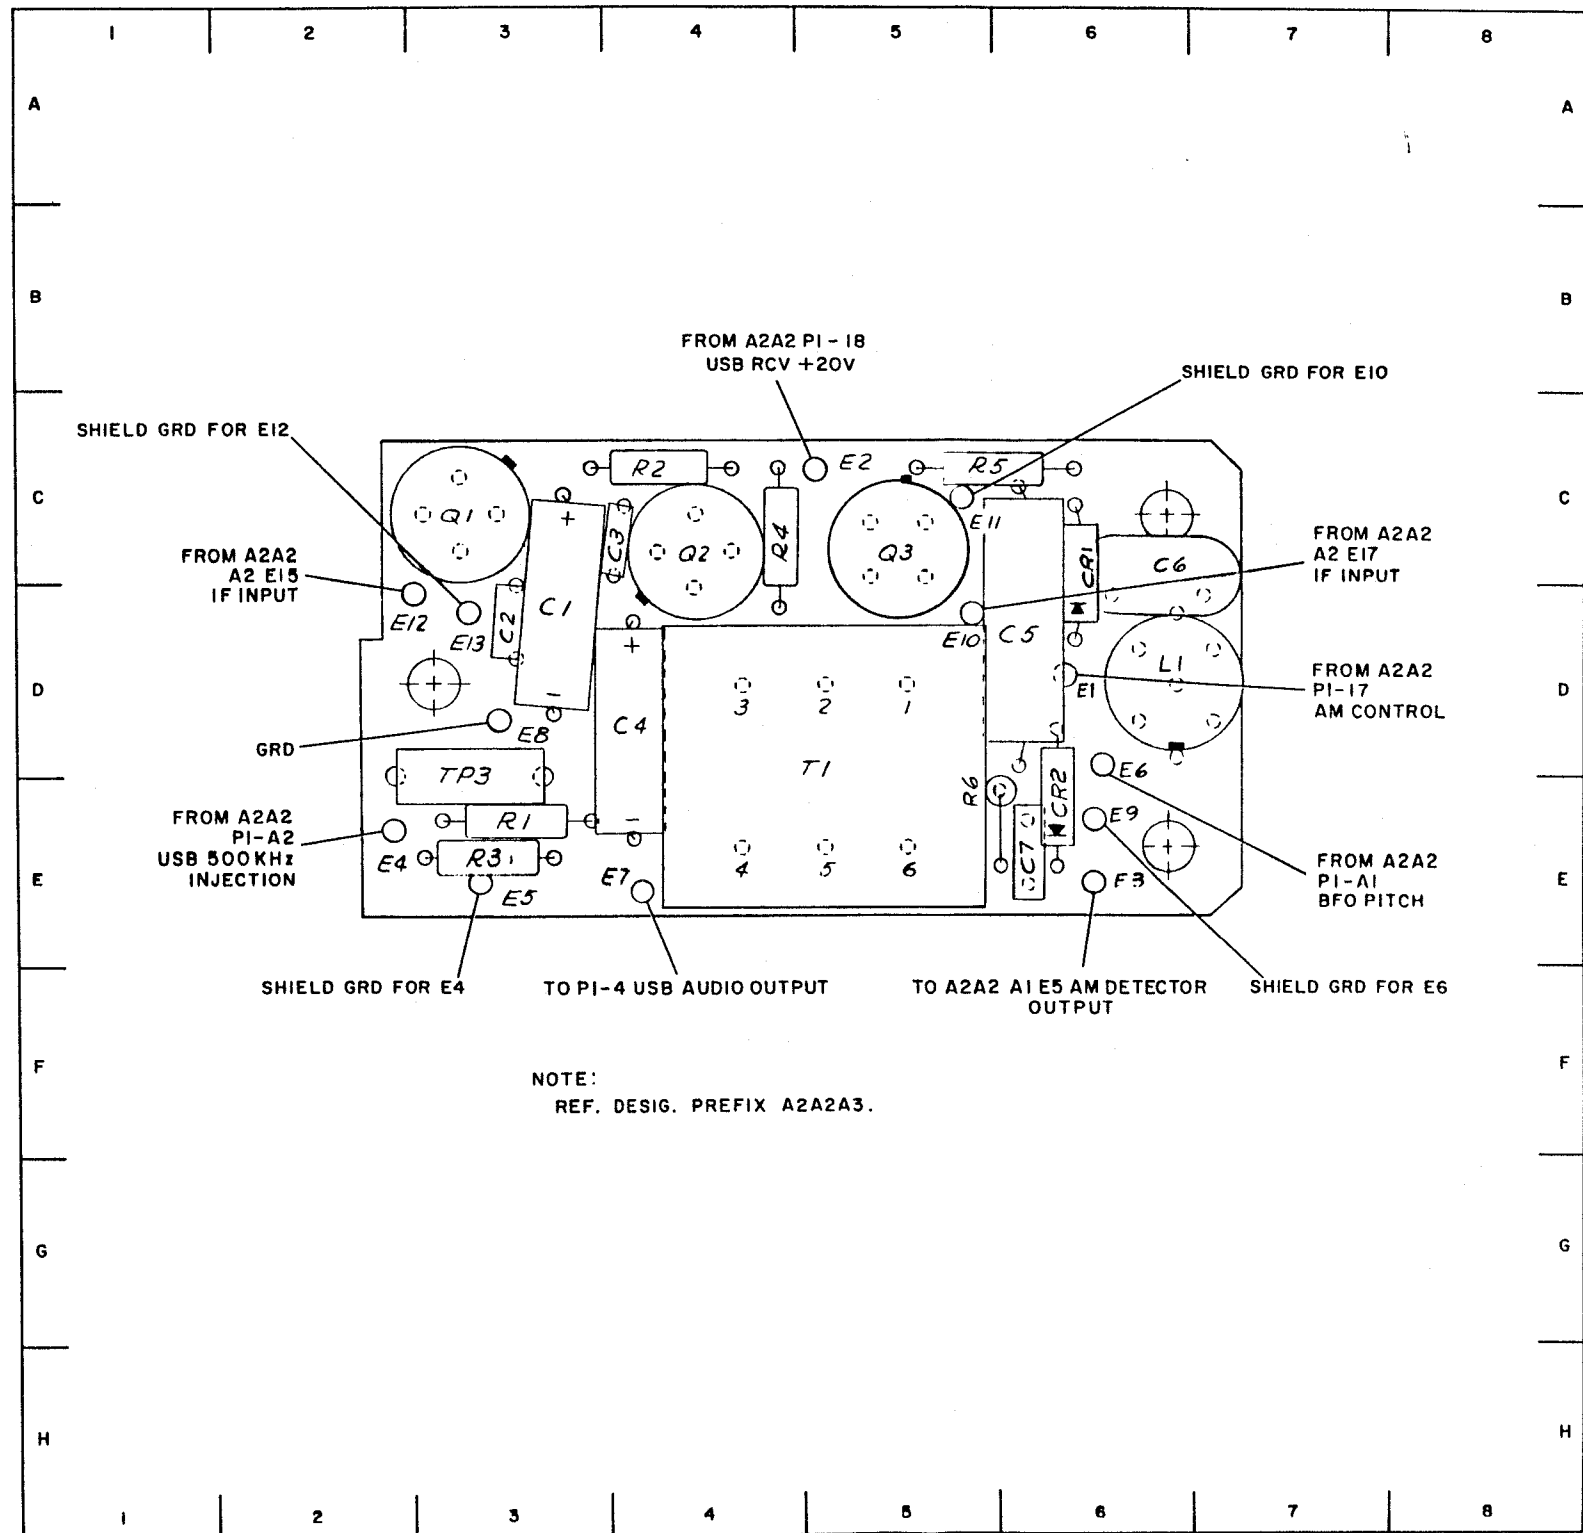 1 2 3 4 5 6 7 8
A A
B B
FROM A2A2 P1-18
USB RCV +20V
SHIELD GRD FOR E10
SHIELD GRD FOR E12
R2 E2 R5
C C
Q1 + C3 Q2 R4 Q3 E11 CR1 C6
FROM A2A2
A2 E15
IF INPUT
FROM A2A2
A2 E17
IF INPUT
E12 E13 C2 C1 + E10 C5 L1
D D
3 2 1 E1
FROM A2A2
P1-17
AM CONTROL
GRD
E8 C4
TP3 T1 R6 CR2 E6
FROM A2A2
P1-A2
USB 500KHz
INJECTION
R1 - E9
E4 R3 E7 4 5 6 C7 E3
E5
E E
FROM A2A2
P1-A1
BFO PITCH
SHIELD GRD FOR E4
TO P1-4 USB AUDIO OUTPUT
TO A2A2 A1 E5 AM DETECTOR
OUTPUT
SHIELD GRD FOR E6
F F
NOTE:
REF. DESIG. PREFIX A2A2A3.
G G
H H
1 2 3 4 5 6 7 8